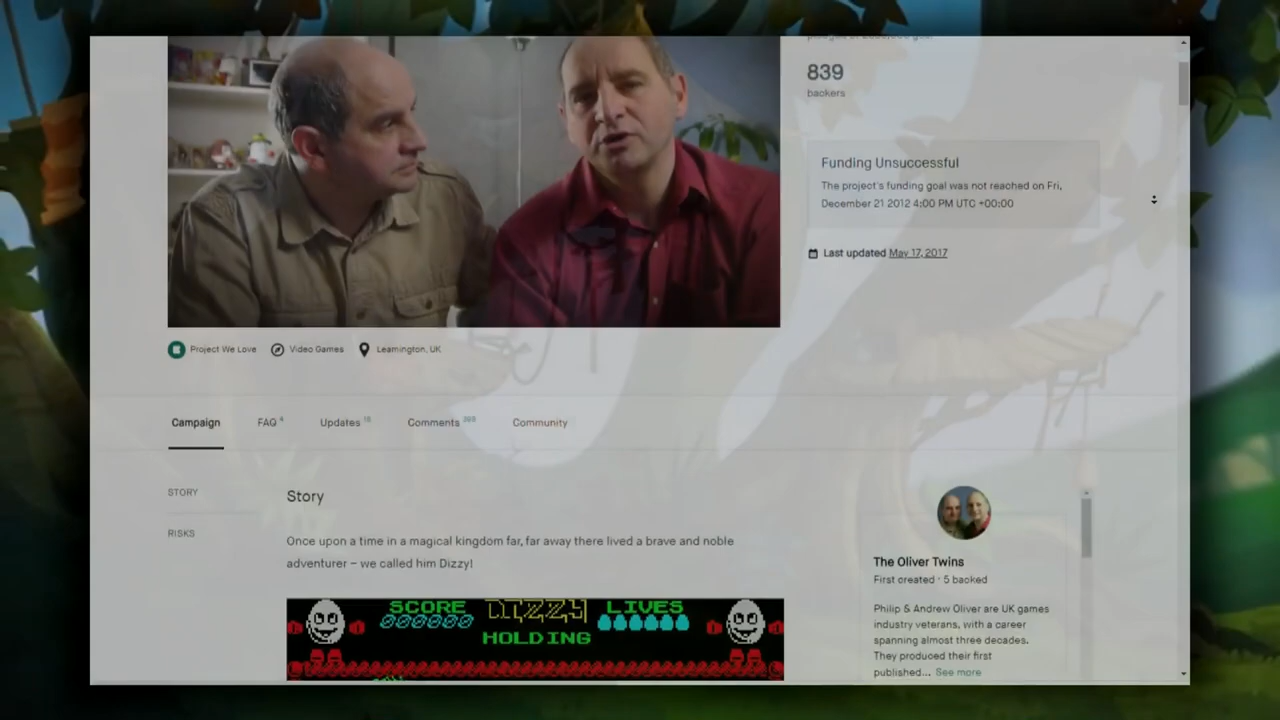 839
backers
Funding Unsuccessful
The project's funding goal was not reached on Fri,
December 21 2012 4:00 PM UTC +00:00
Last updated May 17, 2017
Project We Love
Video Games
Leamington, UK
Campaign
FAQ 4
Updates
Comments
Community
STORY
RISKS
Story
Once upon a time in a magical kingdom far, far away there lived a brave and noble
adventurer – we called him Dizzy!
SCORE DIZZY LIVES
000000
HOLDING
The Oliver Twins
First created · 5 backed
Philip & Andrew Oliver are UK games
industry veterans, with a career
spanning almost three decades.
They produced their first
published... See more